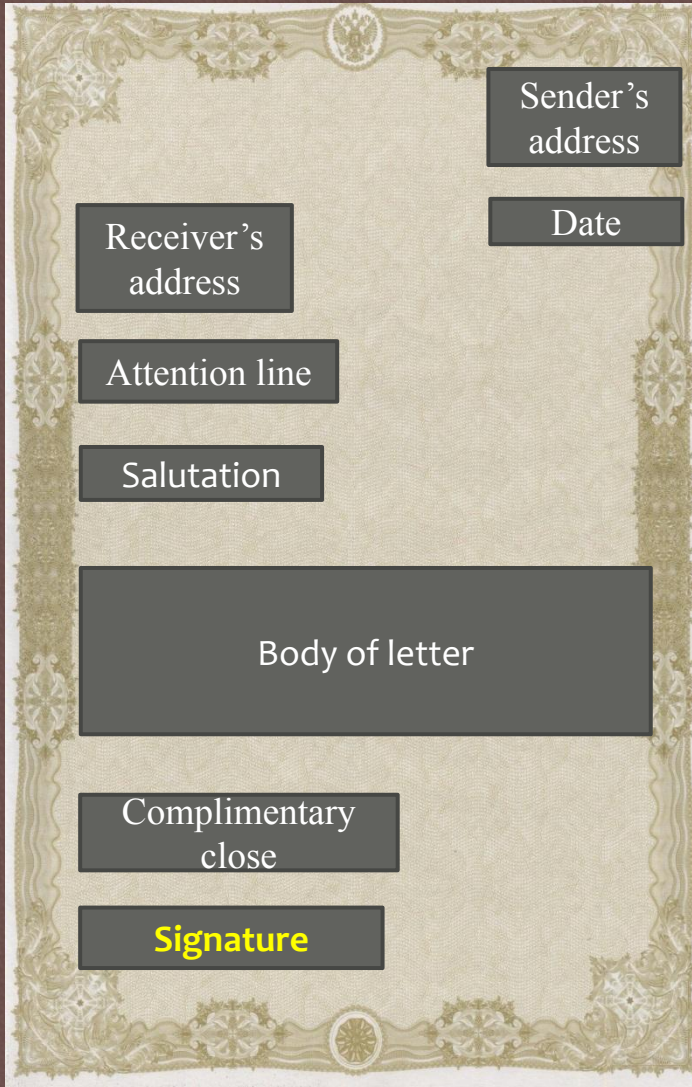 Sender’s
address
Date
Receiver’s
address
Attention line
Salutation
Body of letter
Complimentary
close
Signature